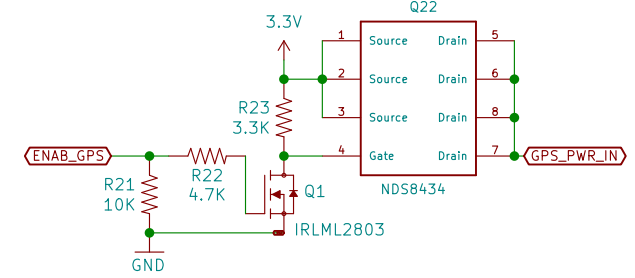 Q22
3.3V
1 Source Drain 5
2 Source Drain 6
3 Source Drain 8
4 Gate Drain 7
R23
3.3K
ENAB_GPS
GPS_PWR_IN
R22
4.7K
NDS8434
R21
10K
Q1
IRLML2803
GND